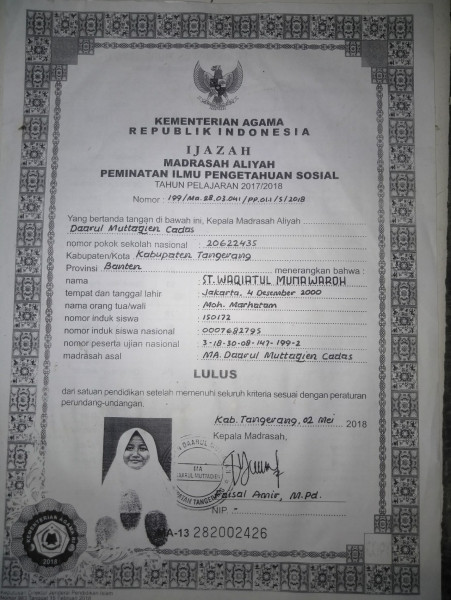 KEMENTERIAN AGAMA
REPUBLIK INDONESIA
IJAZAH
MADRASAH ALIYAH
PEMINATAN ILMU PENGETAHUAN SOSIAL
TAHUN PELAJARAN 2017/2018
Nomor : 199/Ma.28.03.041/PP.01.1/5/2018
Yang bertanda tangan di bawah ini, Kepala Madrasah Aliyah
Daarul Muttaqien Cadas
nomor pokok sekolah nasional : 20622435
Kabupaten/Kota Kabupaten Tangerang
Provinsi Banten menerangkan bahwa :
nama : ST. WAQIATUL MUNAWAROH
tempat dan tanggal lahir : Jakarta, 4 Desember 2000
nama orang tua/wali : Moh. Marhatam
nomor induk siswa : 150172
nomor induk siswa nasional : 0007682795
nomor peserta ujian nasional : 3-18-30-08-147-199-2
madrasah asal : MA. Daarul Muttaqien Cadas
LULUS
dari satuan pendidikan setelah memenuhi seluruh kriteria sesuai dengan peraturan
perundang-undangan.
Kab. Tangerang, 02 Mei 2018
Kepala Madrasah,
MA
DAARUL MUTTAQIEN
Faisal Amir, M.Pd.
NIP -
MA-13 282002426
KEMENTERIAN AGAMA
2018